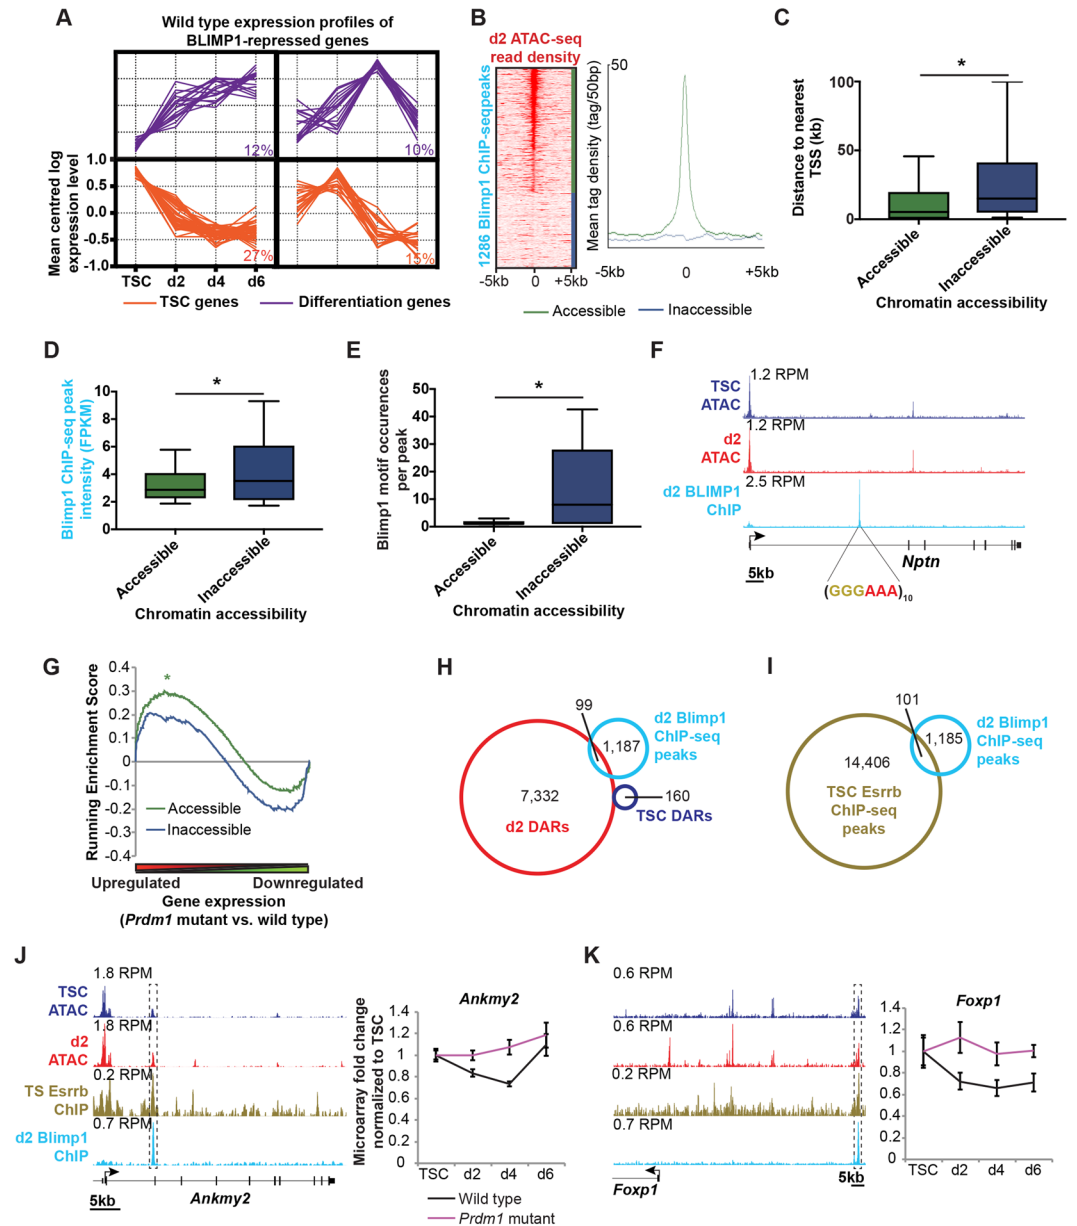 A
Wild type expression profiles of
BLIMP1-repressed genes
12%
10%
Mean centred log
expression level
1.0
0.5
0.0
-0.5
-1.0
27%
15%
TSC d2 d4 d6
TSC genes Differentiation genes
B
d2 ATAC-seq
read density
1286 Blimp1 ChIP-seqpeaks
-5kb 0 +5kb
Mean tag density (tag/50bp)
50
-5kb 0 +5kb
Accessible Inaccessible
C
*
Distance to nearest
TSS (kb)
100
50
0
Accessible
Inaccessible
Chromatin accessibility
D
*
Blimp1 ChIP-seq peak
intensity (FPKM)
10
8
6
4
2
0
Accessible
Inaccessible
Chromatin accessibility
E
*
Blimp1 motif occurences
per peak
50
40
30
20
10
0
Accessible
Inaccessible
Chromatin accessibility
F
TSC
ATAC
1.2 RPM
d2
ATAC
1.2 RPM
d2 BLIMP1
ChIP
2.5 RPM
Nptn
5kb
(GGGAAA)10
G
Running Enrichment Score
0.4
0.3
0.2
0.1
0
-0.1
-0.2
-0.3
-0.4
*
Accessible
Inaccessible
Upregulated Downregulated
Gene expression
(Prdm1 mutant vs. wild type)
H
99
1,187
d2 Blimp1
ChIP-seq
peaks
7,332
d2 DARs
160
TSC DARs
I
101
1,185
d2 Blimp1
ChIP-seq
peaks
14,406
TSC Esrrb
ChIP-seq
peaks
J
1.8 RPM
TSC
ATAC
1.8 RPM
d2
ATAC
0.2 RPM
TS Esrrb
ChIP
0.7 RPM
d2 Blimp1
ChIP
5kb
Ankmy2
Ankmy2
Microarray fold change
normalized to TSC
1.4
1.2
1
0.8
0.6
0.4
0.2
0
TSC d2 d4 d6
Wild type
Prdm1 mutant
K
0.6 RPM
0.6 RPM
0.2 RPM
0.7 RPM
Foxp1
5kb
Foxp1
1.4
1.2
1
0.8
0.6
0.4
0.2
0
TSC d2 d4 d6